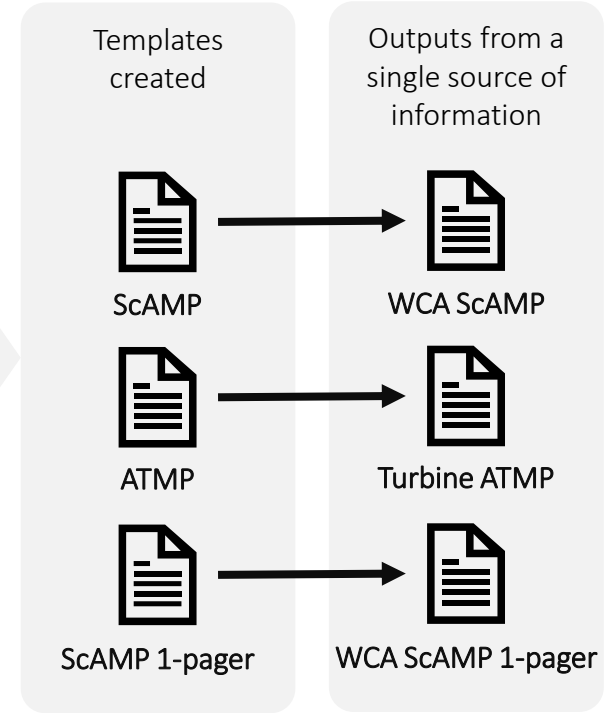 Templates
created
Outputs from a
single source of
information
ScAMP
WCA ScAMP
ATMP
Turbine ATMP
ScAMP 1-pager
WCA ScAMP 1-pager